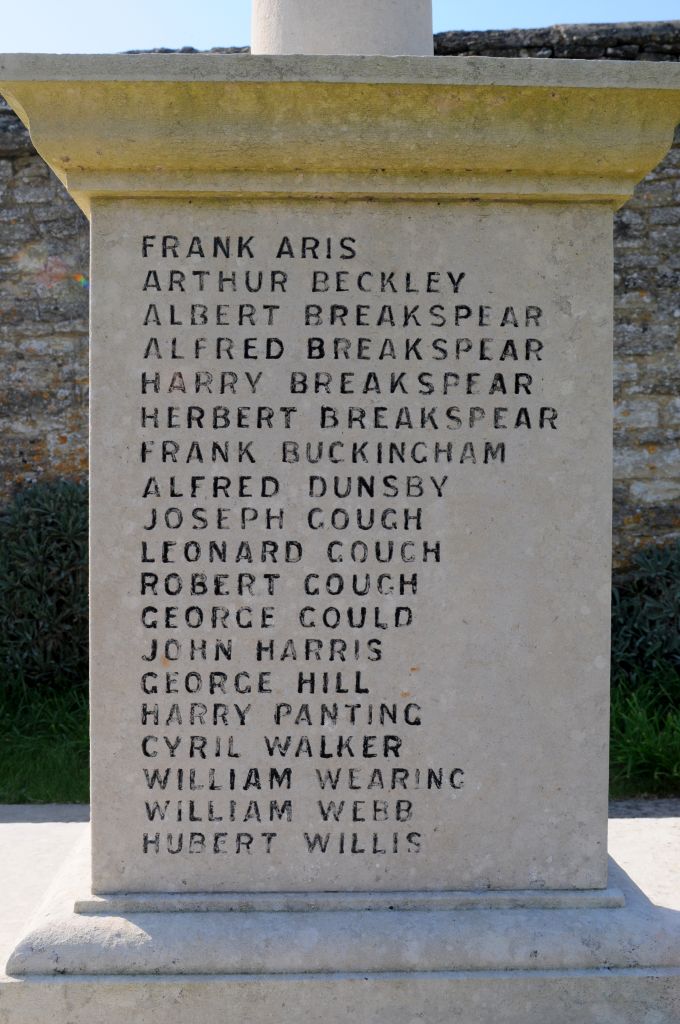 FRANK ARIS
ARTHUR BECKLEY
ALBERT BREAKSPEAR
ALFRED BREAKSPEAR
HARRY BREAKSPEAR
HERBERT BREAKSPEAR
FRANK BUCKINGHAM
ALFRED DUNSBY
JOSEPH GOUGH
LEONARD GOUGH
ROBERT GOUGH
GEORGE GOULD
JOHN HARRIS
GEORGE HILL
HARRY PANTING
CYRIL WALKER
WILLIAM WEARING
WILLIAM WEBB
HUBERT WILLIS